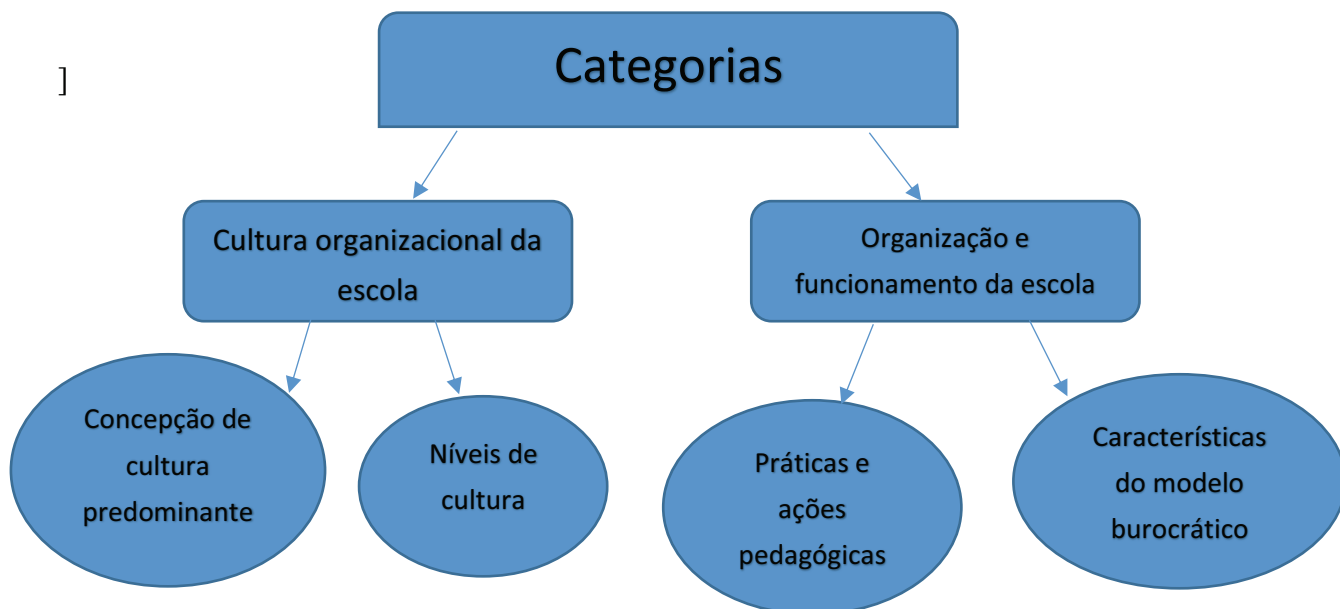 ]
Categorias
Cultura organizacional da
escola
Organização e
funcionamento da escola
Concepção de
cultura
predominante
Níveis de
cultura
Práticas e
ações
pedagógicas
Características
do modelo
burocrático